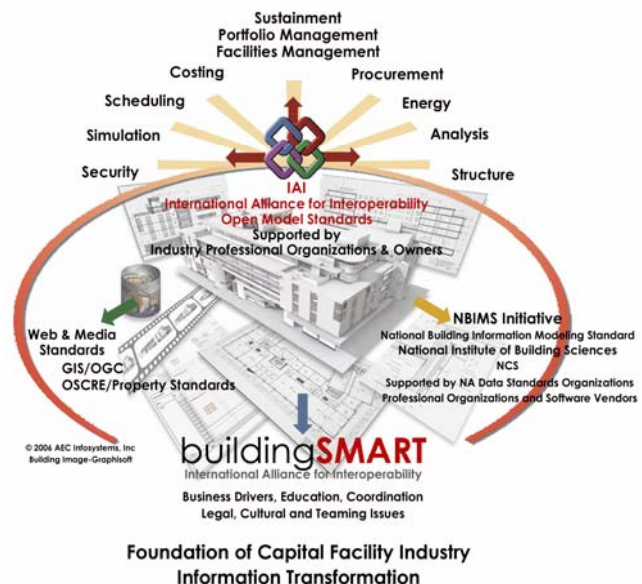 Sustainment
Portfolio Management
Facilities Management
Costing
Procurement
Scheduling
Energy
Simulation
Analysis
Security
Structure
IAI
International Alliance for Interoperability
Open Model Standards
Supported by
Industry Professional Organizations & Owners
Web & Media
Standards
GIS/OGC
OSCRE/Property Standards
NBIMS Initiative
National Building Information Modeling Standard
National Institute of Building Sciences
NCS
Supported by NA Data Standards Organizations
Professional Organizations and Software Vendors
© 2006 AEC Infosystems, Inc
Building Image-Graphisoft
buildingSMART
International Alliance for Interoperability
Business Drivers, Education, Coordination
Legal, Cultural and Teaming Issues
Foundation of Capital Facility Industry
Information Transformation